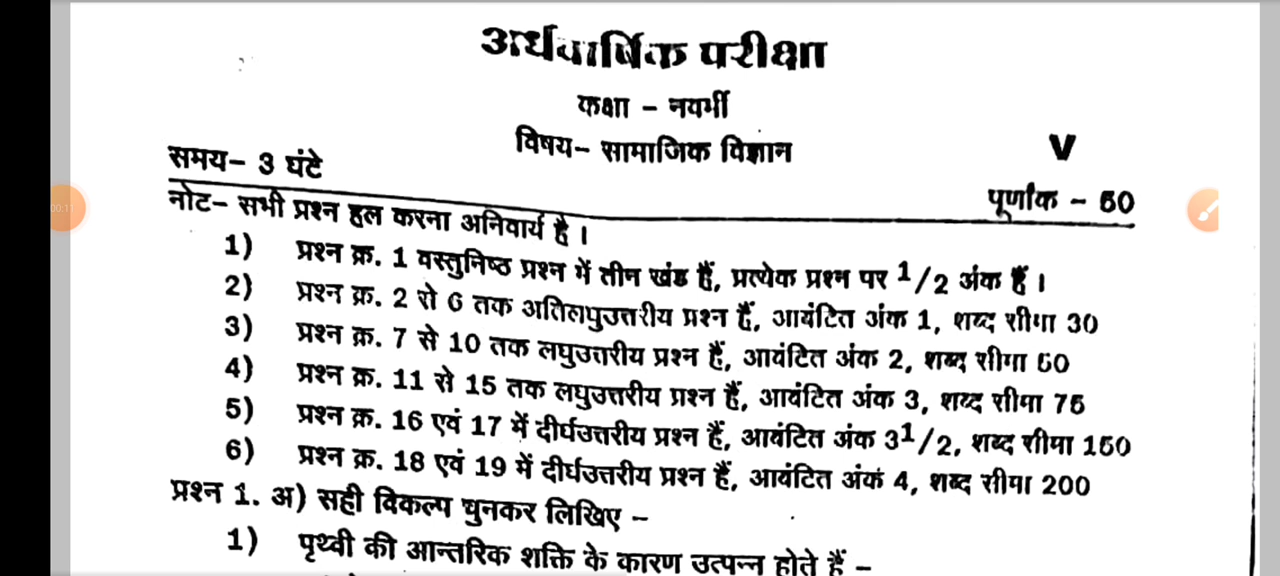 अर्धवार्षिक परीक्षा
कक्षा - नवमीं
विषय- सामाजिक विज्ञान
V
समय- 3 घंटे
पूर्णांक - 50
नोट- सभी प्रश्न हल करना अनिवार्य है ।
1) प्रश्न क्र. 1 वस्तुनिष्ठ प्रश्न में तीन खंड हैं, प्रत्येक प्रश्न पर 1/2 अंक हैं ।
2) प्रश्न क्र. 2 से 6 तक अतिलघुउत्तरीय प्रश्न हैं, आवंटित अंक 1, शब्द सीमा 30
3) प्रश्न क्र. 7 से 10 तक लघुउत्तरीय प्रश्न हैं, आवंटित अंक 2, शब्द सीमा 50
4) प्रश्न क्र. 11 से 15 तक लघुउत्तरीय प्रश्न हैं, आवंटित अंक 3, शब्द सीमा 75
5) प्रश्न क्र. 16 एवं 17 में दीर्घउत्तरीय प्रश्न हैं, आवंटित अंक 3 1/2, शब्द सीमा 150
6) प्रश्न क्र. 18 एवं 19 में दीर्घउत्तरीय प्रश्न हैं, आवंटित अंक 4, शब्द सीमा 200
प्रश्न 1. अ) सही विकल्प चुनकर लिखिए -
1) पृथ्वी की आन्तरिक शक्ति के कारण उत्पन्न होते हैं -
00:11